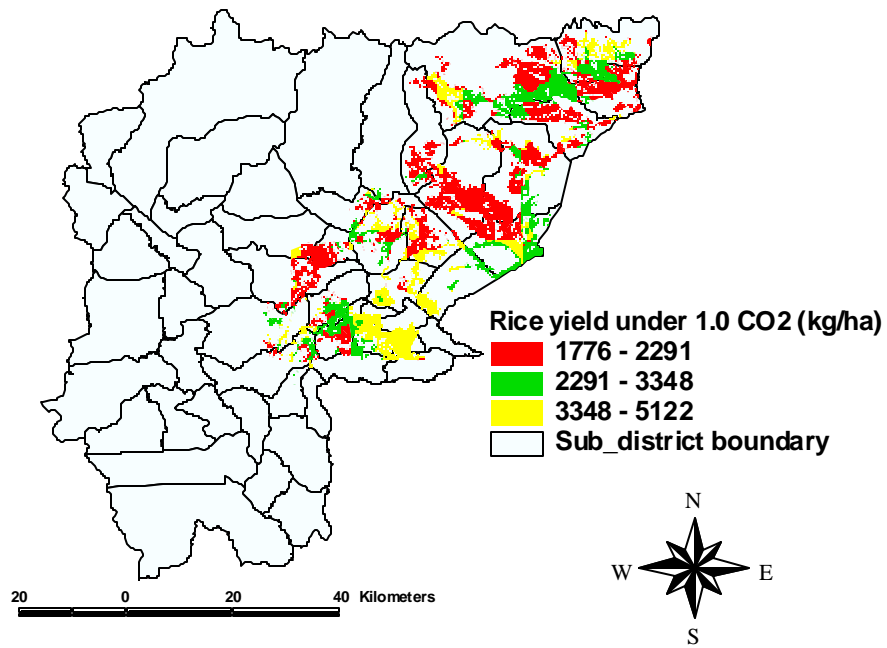 Rice yield under 1.0 CO2 (kg/ha)
1776 - 2291
2291 - 3348
3348 - 5122
Sub_district boundary
N
W E
S
20 0 20 40 Kilometers